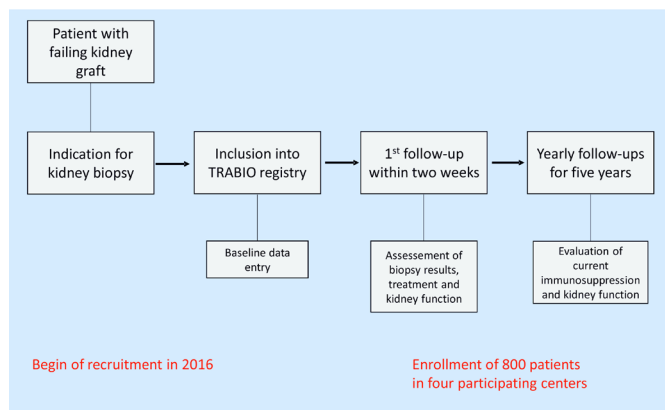 Patient with
failing kidney
graft
Indication for
kidney biopsy
Inclusion into
TRABIO registry
1st follow-up
within two weeks
Yearly follow-ups
for five years
Baseline data
entry
Assessement of
biopsy results,
treatment and
kidney function
Evaluation of
current
immunosuppression
and kidney function
Begin of recruitment in 2016
Enrollment of 800 patients
in four participating centers